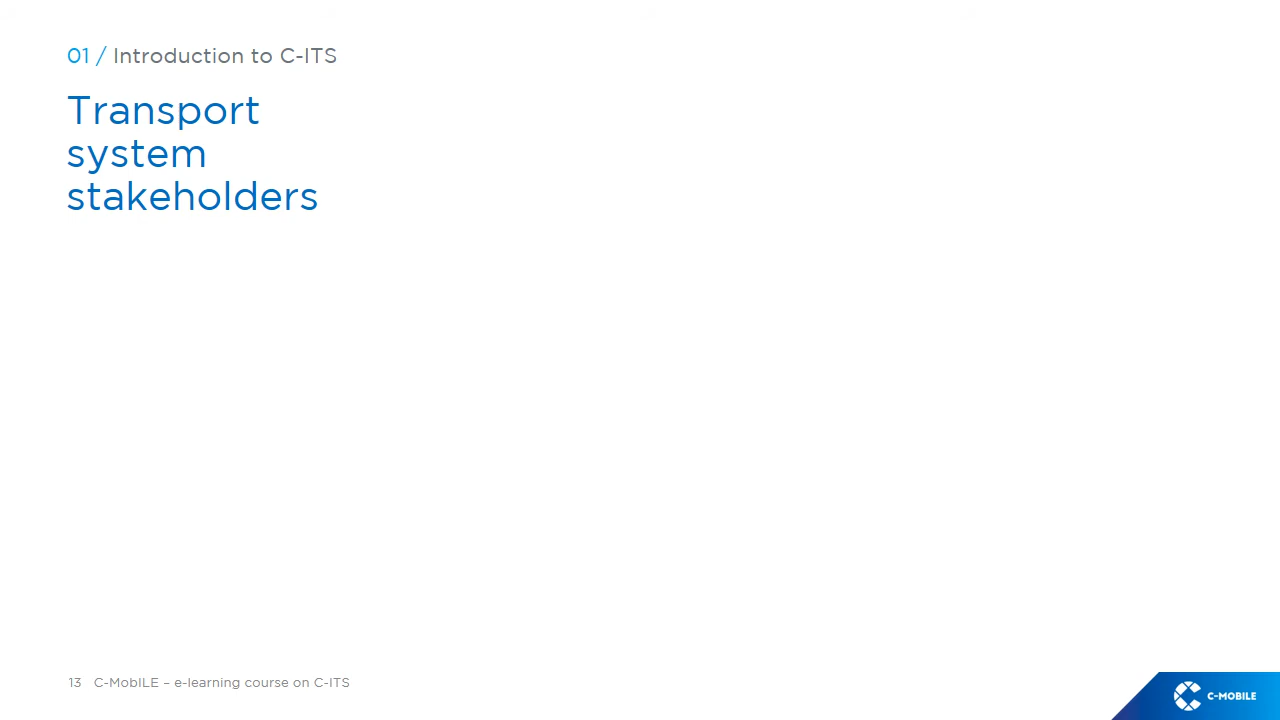 01 / Introduction to C-ITS
Transport
system
stakeholders
13 C-MobILE – e-learning course on C-ITS
C-MOBILE